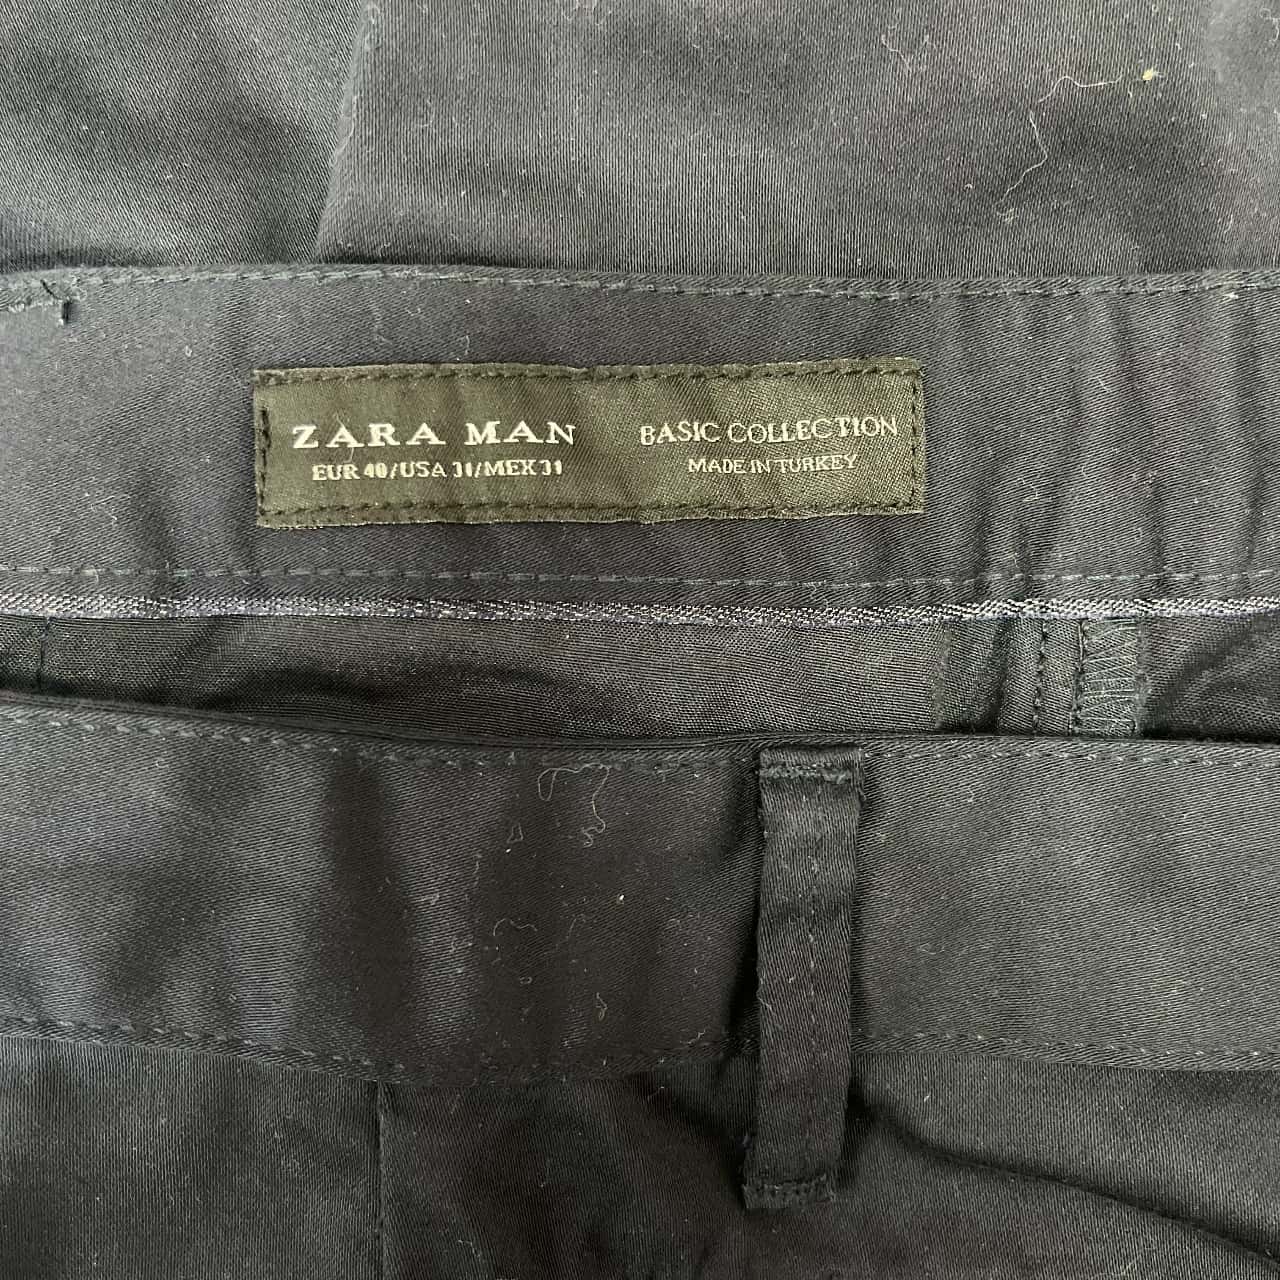 ZARA MAN
EUR 40/USA 31/MEX 31
BASIC COLLECTION
MADE IN TURKEY